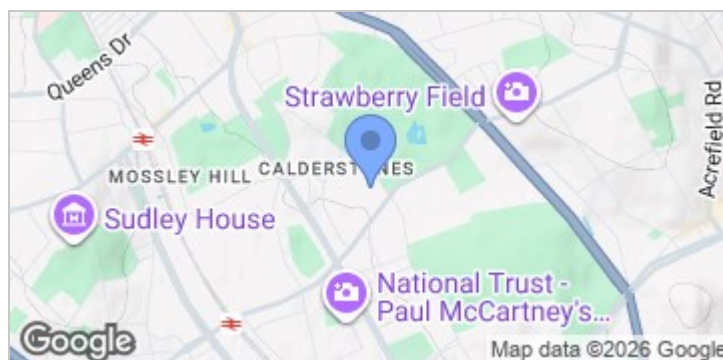 Queens Dr
Strawberry Field
Acrefield Rd
MOSSLEY HILL
CALDERSTONES
Sudley House
National Trust -
Paul McCartney's...
Google
Map data ©2026 Google